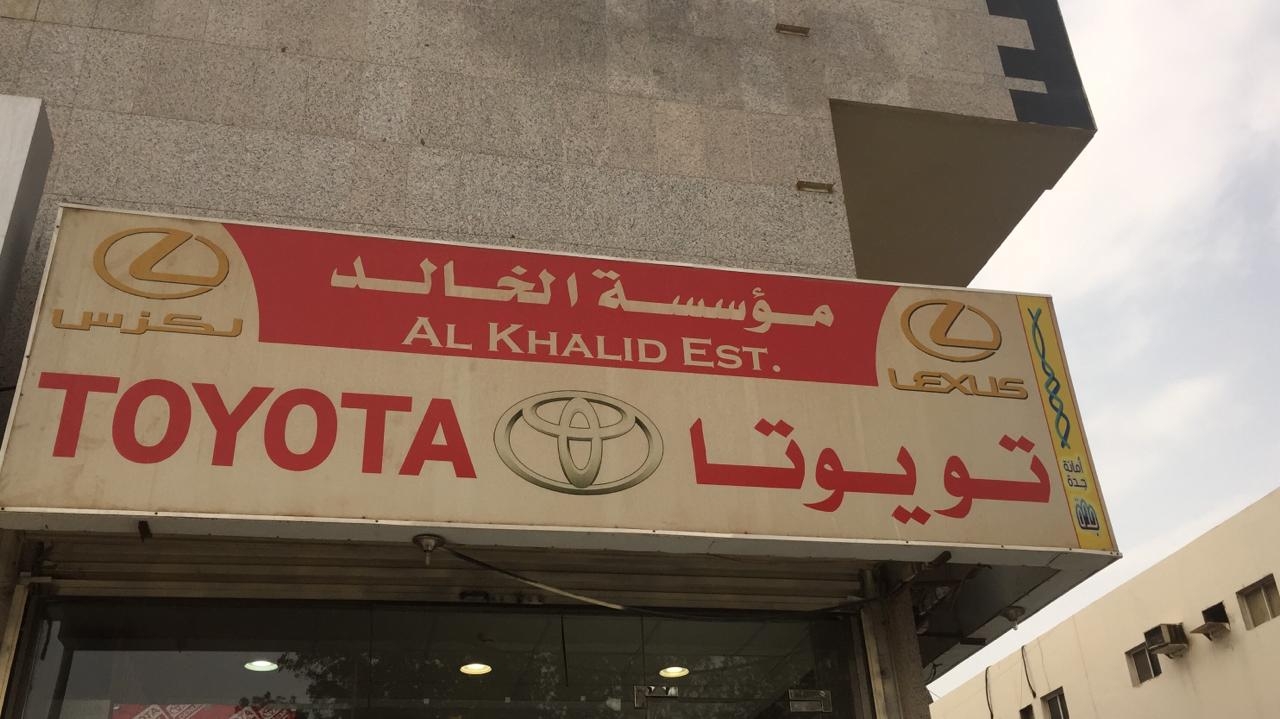 مؤسسة الخالد
AL KHALID EST.
لكزس
LEXUS
TOYOTA
تويوتا
أمانة
جدة